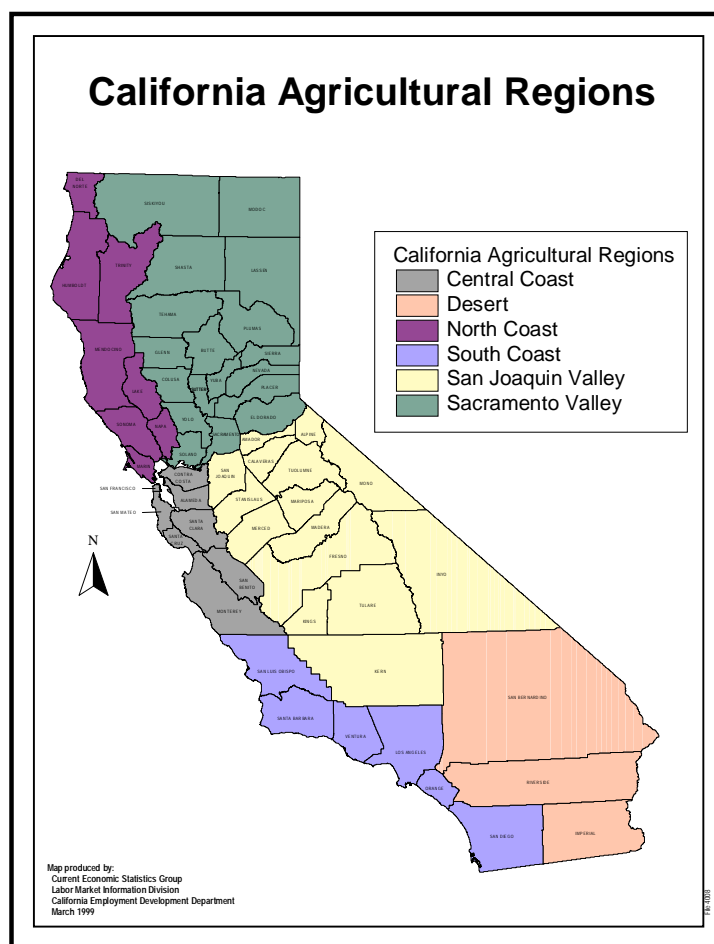 California Agricultural Regions
DEL
NORTE
SISKIYOU
MODOC
HUMBOLDT
TRINITY
SHASTA
LASSEN
TEHAMA
PLUMAS
MENDOCINO
GLENN
BUTTE
SIERRA
NEVADA
COLUSA
SUTTER
YUBA
PLACER
LAKE
EL DORADO
SONOMA
NAPA
YOLO
SACRAMENTO
SOLANO
MARIN
AMADOR
ALPINE
CALAVERAS
TUOLUMNE
MONO
SAN
JOAQUIN
CONTRA
COSTA
SAN FRANCISCO
ALAMEDA
STANISLAUS
MARIPOSA
SAN MATEO
SANTA
CLARA
SANTA
CRUZ
MERCED
MADERA
FRESNO
SAN
BENITO
MONTEREY
INYO
TULARE
KINGS
SAN LUIS OBISPO
KERN
SAN BERNARDINO
SANTA BARBARA
VENTURA
LOS ANGELES
ORANGE
RIVERSIDE
SAN DIEGO
IMPERIAL
California Agricultural Regions
Central Coast
Desert
North Coast
South Coast
San Joaquin Valley
Sacramento Valley
N
Map produced by:
Current Economic Statistics Group
Labor Market Information Division
California Employment Development Department
March 1999
File:4008